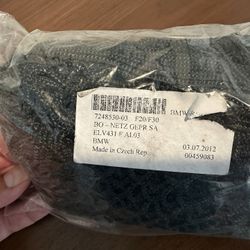 BMW
7248530-03 F20/F30
BO - NETZ GEPR SA
ELV431 F AL03
BMW 03.07.2012
Made in Czech Rep. 00459083